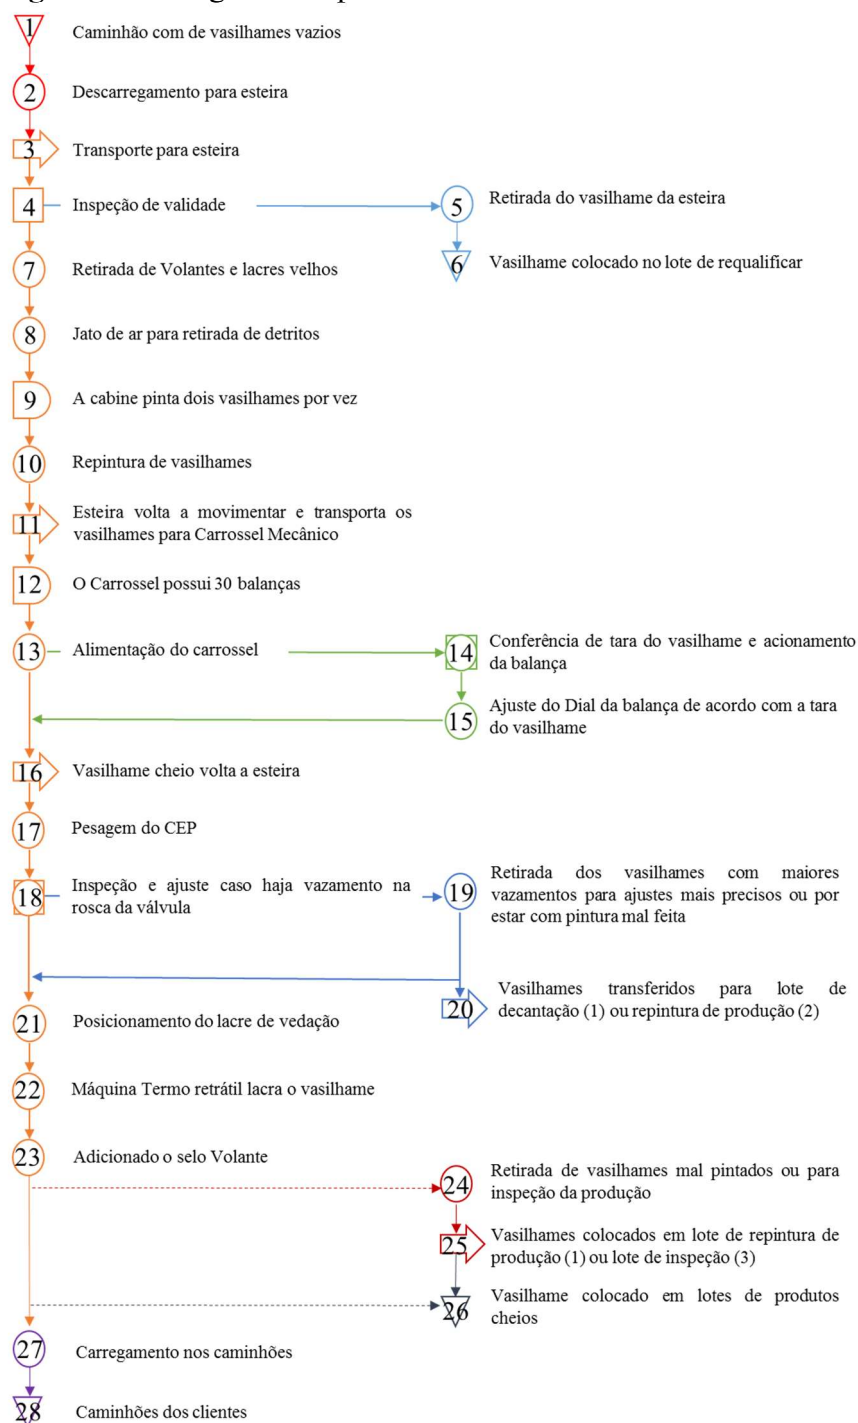 1 Caminhão com de vasilhames vazios
2 Descarregamento para esteira
3 Transporte para esteira
4 Inspeção de validade
5 Retirada do vasilhame da esteira
6 Vasilhame colocado no lote de requalificar
7 Retirada de Volantes e lacres velhos
8 Jato de ar para retirada de detritos
9 A cabine pinta dois vasilhames por vez
10 Repintura de vasilhames
11 Esteira volta a movimentar e transporta os
vasilhames para Carrossel Mecânico
12 O Carrossel possui 30 balanças
13 Alimentação do carrossel
14 Conferência de tara do vasilhame e acionamento
da balança
15 Ajuste do Dial da balança de acordo com a tara
do vasilhame
16 Vasilhame cheio volta a esteira
17 Pesagem do CEP
18 Inspeção e ajuste caso haja vazamento na
rosca da válvula
19 Retirada dos vasilhames com maiores
vazamentos para ajustes mais precisos ou por
estar com pintura mal feita
20 Vasilhames transferidos para lote de
decantação (1) ou repintura de produção (2)
21 Posicionamento do lacre de vedação
22 Máquina Termo retrátil lacra o vasilhame
23 Adicionado o selo Volante
24 Retirada de vasilhames mal pintados ou para
inspeção da produção
25 Vasilhames colocados em lote de repintura de
produção (1) ou lote de inspeção (3)
26 Vasilhame colocado em lotes de produtos
cheios
27 Carregamento nos caminhões
28 Caminhões dos clientes